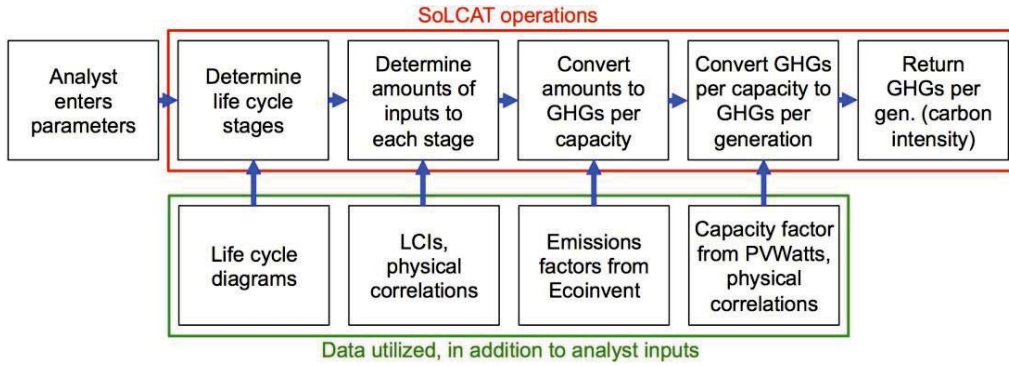 SoLCAT operations
Analyst
enters
parameters
Determine
life cycle
stages
Determine
amounts of
inputs to
each stage
Convert
amounts to
GHGs per
capacity
Convert GHGs
per capacity to
GHGs per
generation
Return
GHGs per
gen. (carbon
intensity)
Life cycle
diagrams
LCIs,
physical
correlations
Emissions
factors from
Ecoinvent
Capacity factor
from PVWatts,
physical
correlations
Data utilized, in addition to analyst inputs